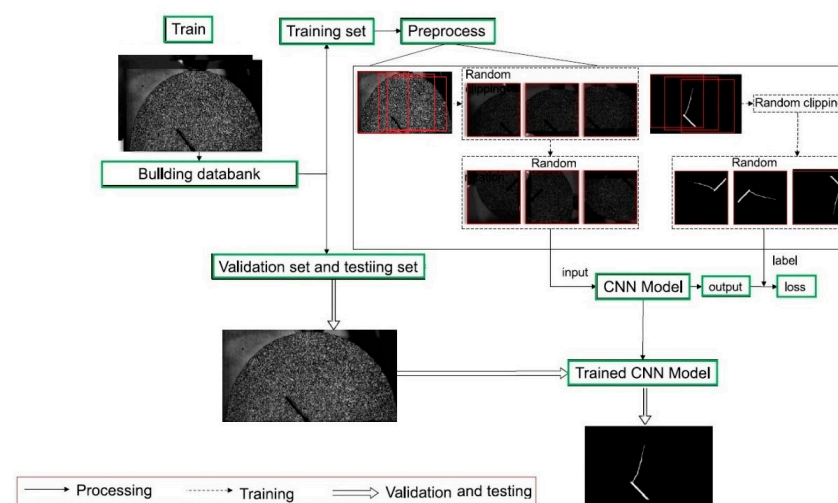 Train
Training set
Preprocess
Random
clipping
Random clipping
Random
Random
Building databank
Validation set and testiing set
input
CNN Model
output
label
loss
Trained CNN Model
Processing
Training
Validation and testing